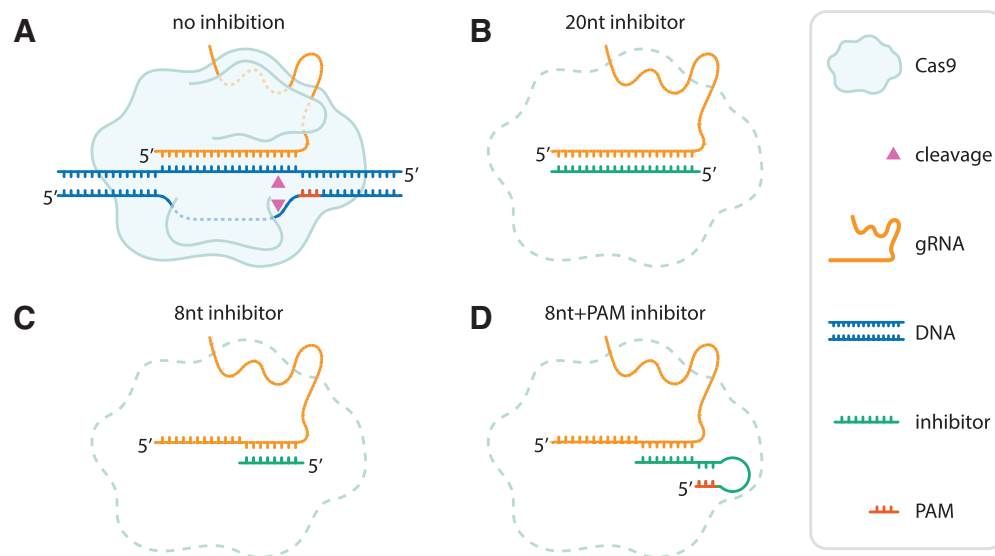 A
no inhibition
5'
5'
5'
B
20nt inhibitor
5'
5'
C
8nt inhibitor
5'
5'
D
8nt+PAM inhibitor
5'
5'
Cas9
cleavage
gRNA
DNA
inhibitor
PAM